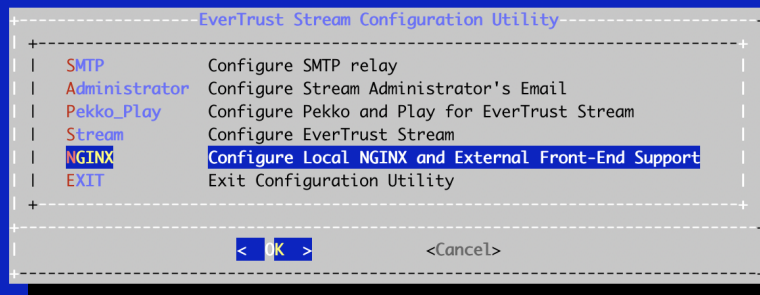 EverTrust Stream Configuration Utility
SMTP Configure SMTP relay
Administrator Configure Stream Administrator's Email
Pekko_Play Configure Pekko and Play for EverTrust Stream
Stream Configure EverTrust Stream
NGINX Configure Local NGINX and External Front-End Support
EXIT Exit Configuration Utility
< OK > <Cancel>